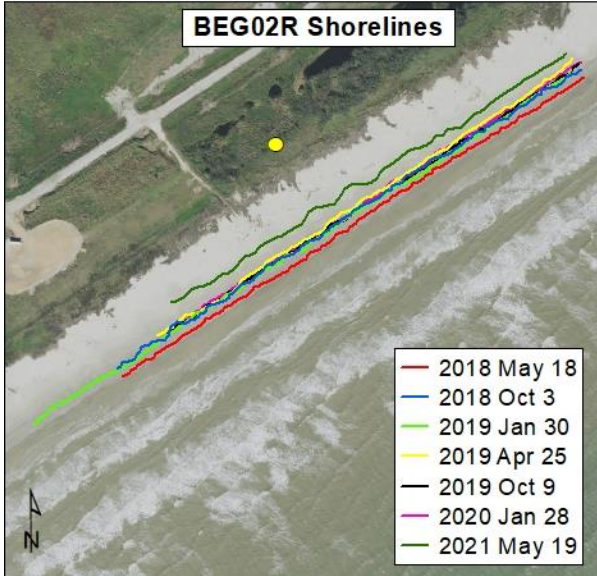 BEG02R Shorelines
2018 May 18
2018 Oct 3
2019 Jan 30
2019 Apr 25
2019 Oct 9
2020 Jan 28
2021 May 19
N